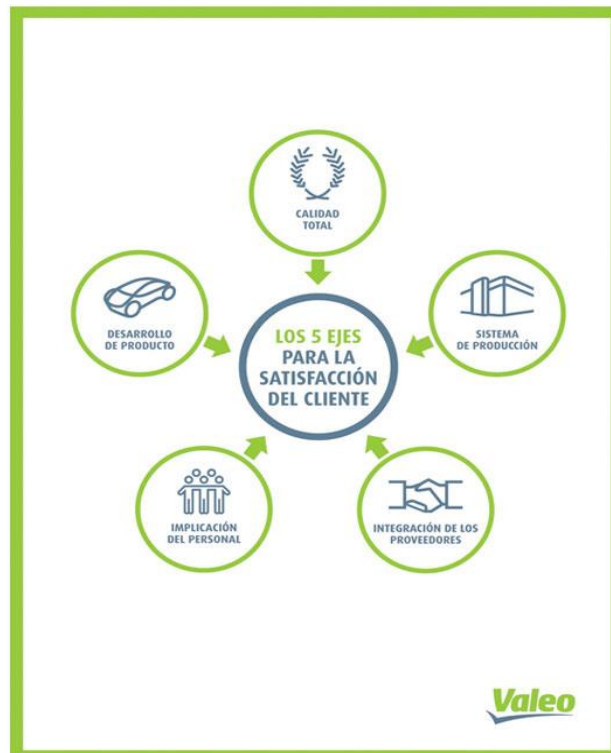 CALIDAD
TOTAL
DESARROLLO
DE PRODUCTO
LOS 5 EJES
PARA LA
SATISFACCIÓN
DEL CLIENTE
SISTEMA
DE PRODUCCIÓN
IMPLICACIÓN
DEL PERSONAL
INTEGRACIÓN DE LOS
PROVEEDORES
Valeo